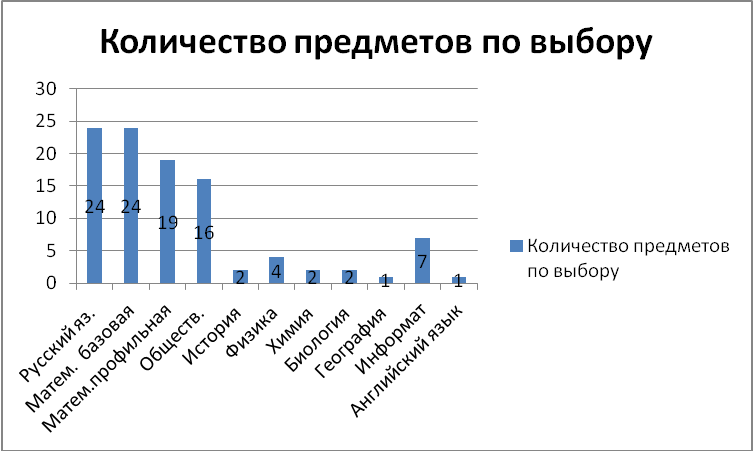 Количество предметов по выбору
30
25
20
15
10
5
0
24
24
19
16
2
4
2
2
1
7
1
Русский яз.
Матем.  базовая
Матем.профильная
Обществ.
История
Физика
Химия
Биология
География
Информат
Английский язык
Количество предметов
по выбору